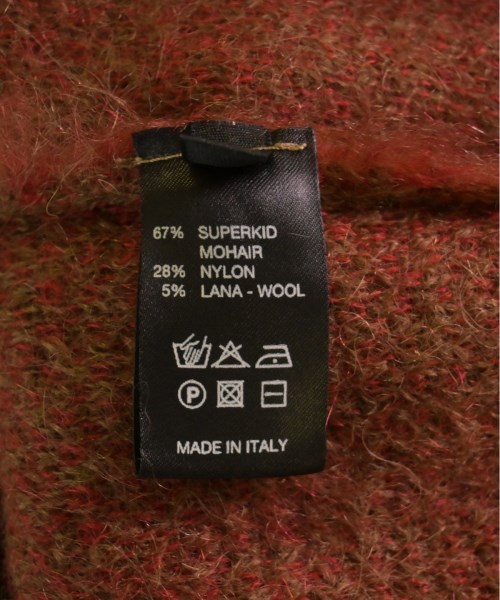 67% SUPERKID
MOHAIR
28% NYLON
5% LANA - WOOL
P
MADE IN ITALY